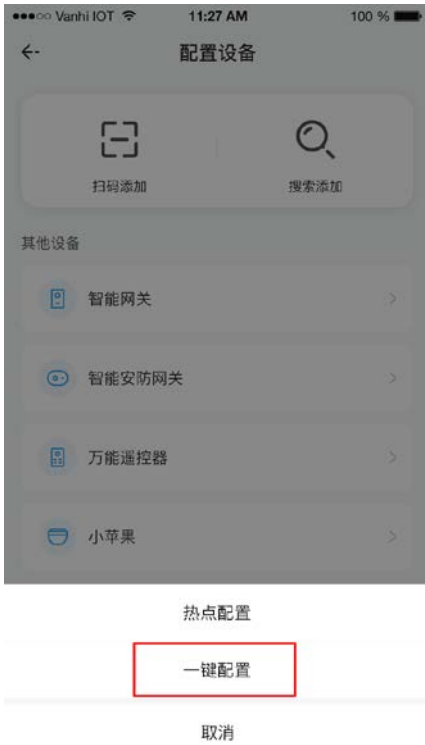 Vanhi IOT 11:27 AM 100 %
配置设备
扫码添加 搜索添加
其他设备
智能网关
智能安防网关
万能遥控器
小苹果
热点配置
一键配置
取消